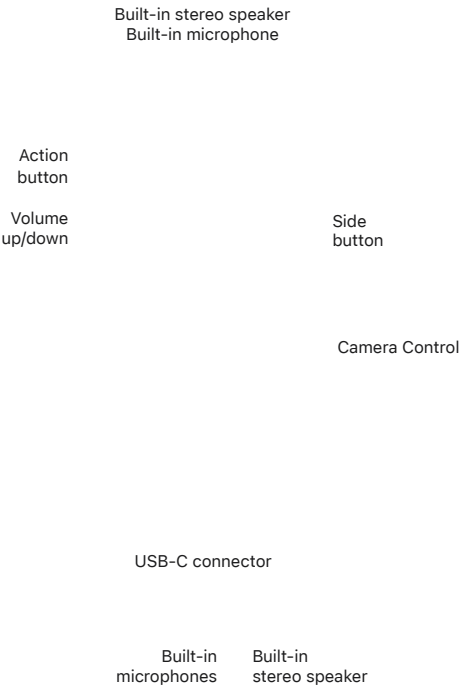 Built-in stereo speaker
Built-in microphone
Action
button
Volume
up/down
Side
button
Camera Control
USB-C connector
Built-in
microphones
Built-in
stereo speaker